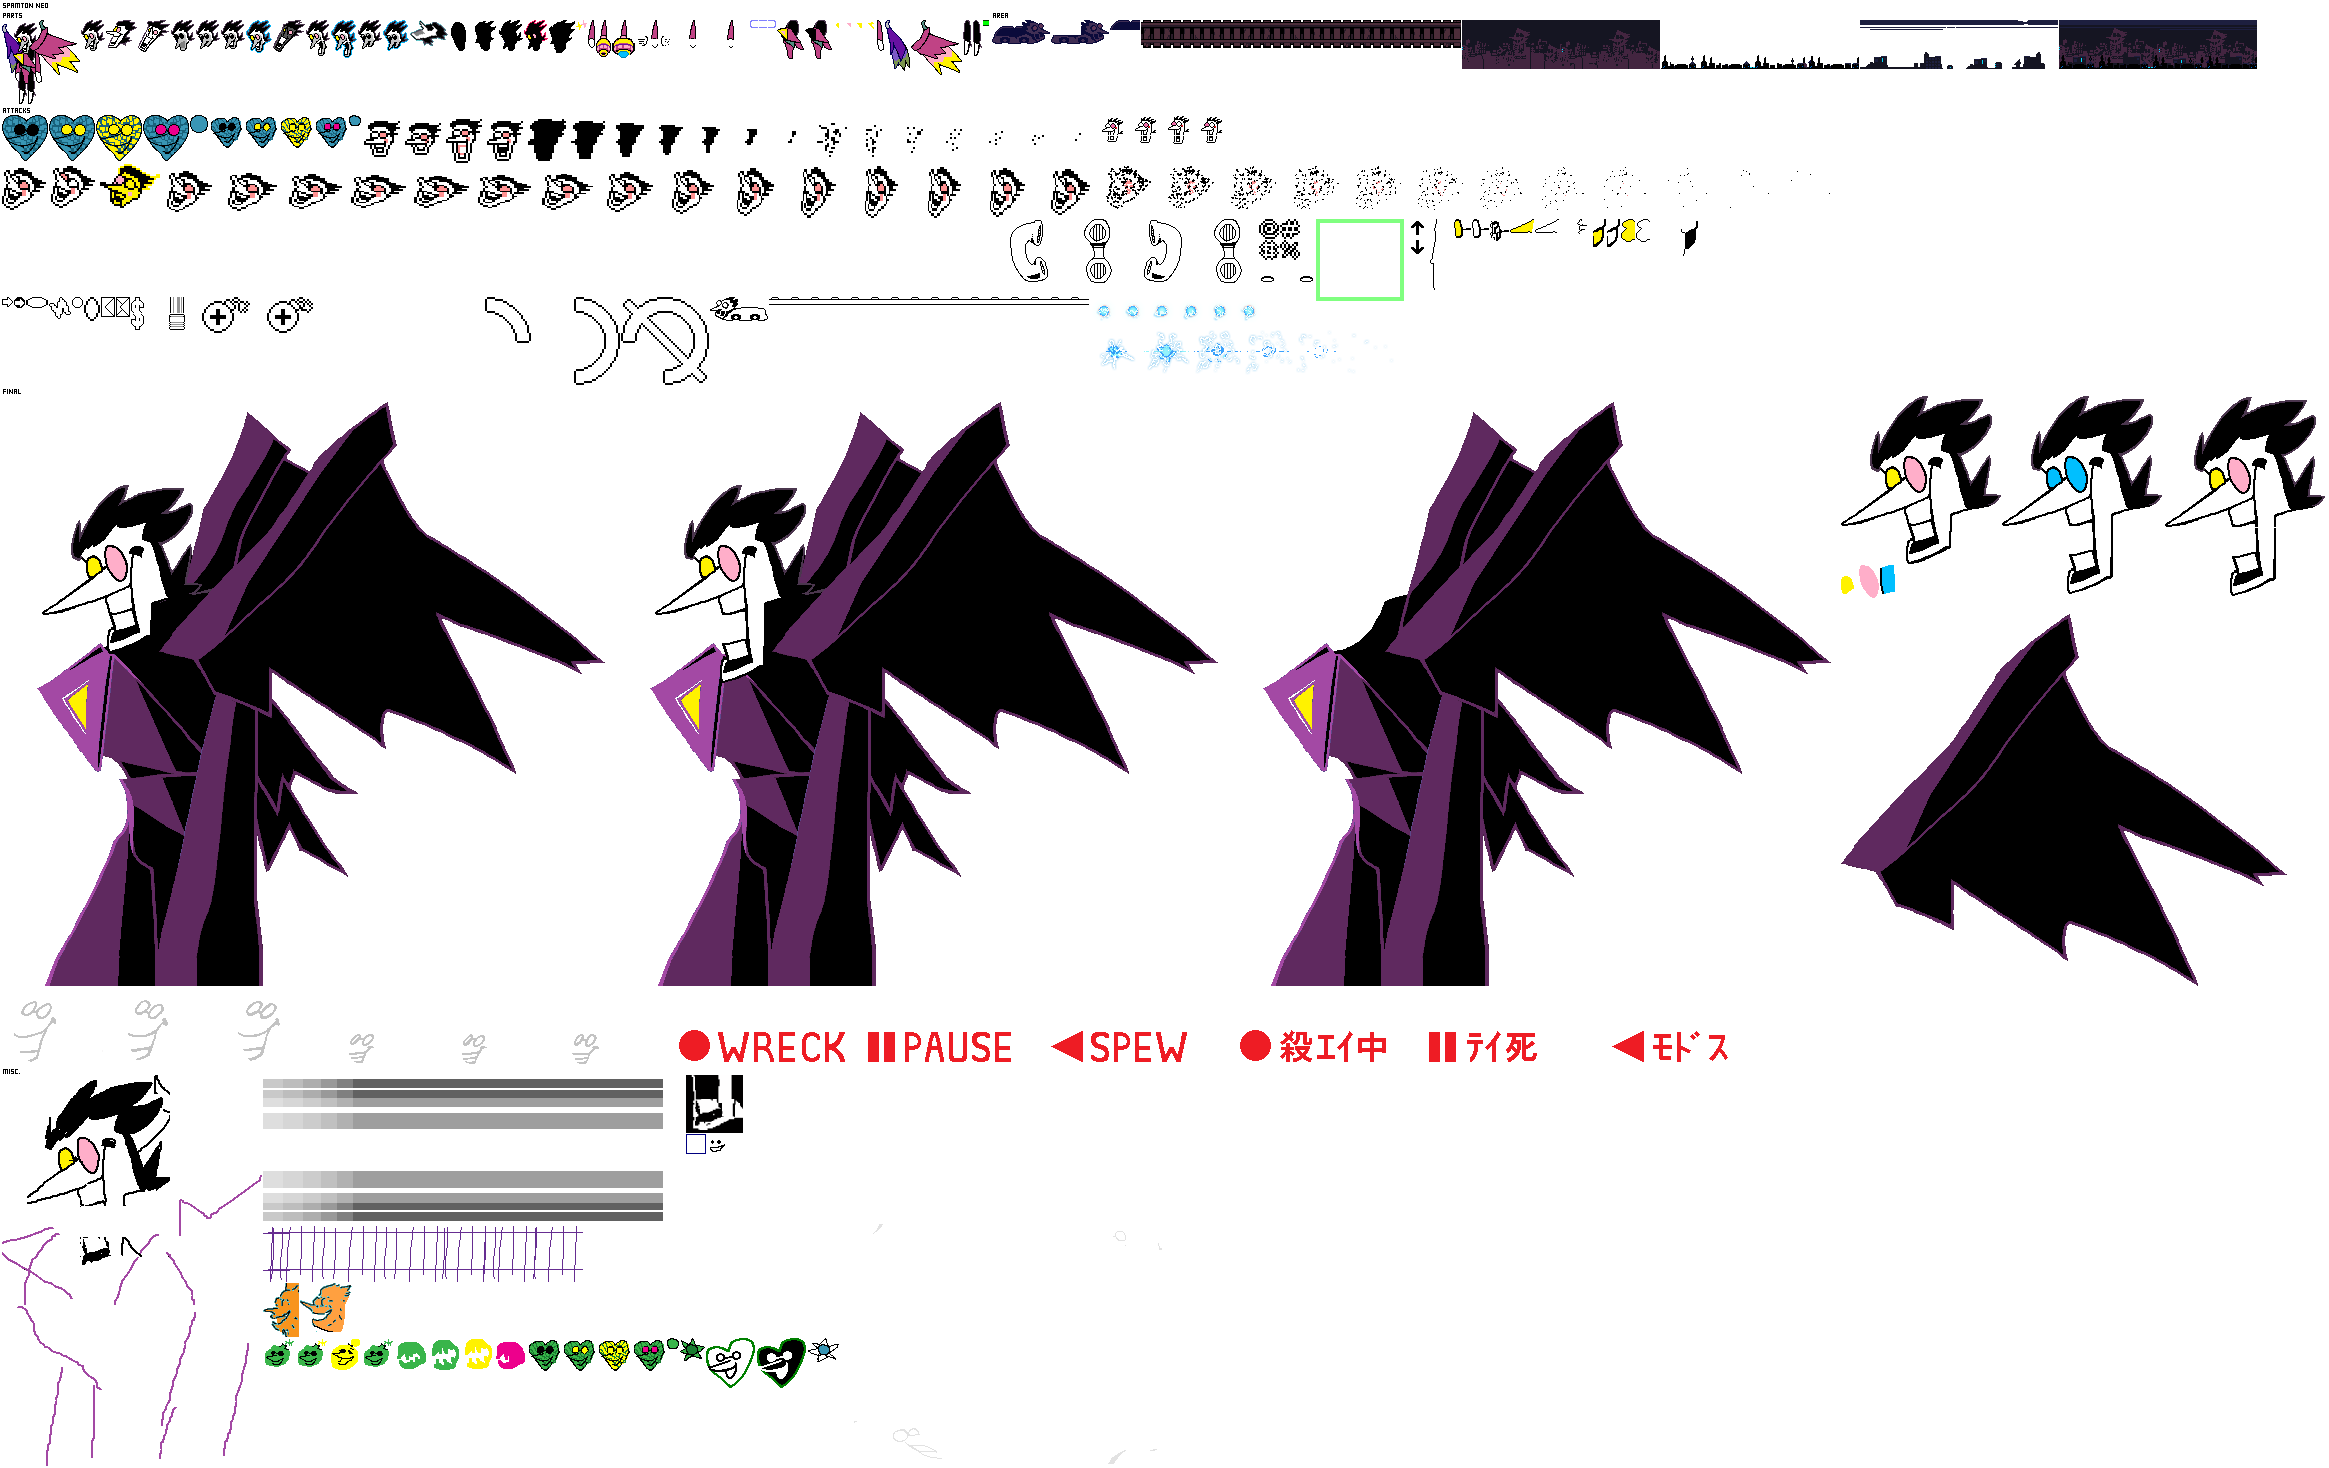 SPAMTON NEO
PARTS
AREA
ATTACKS
FINAL
WRECK PAUSE SPEW 殺エイ中 テイ死 モドス
MISC.